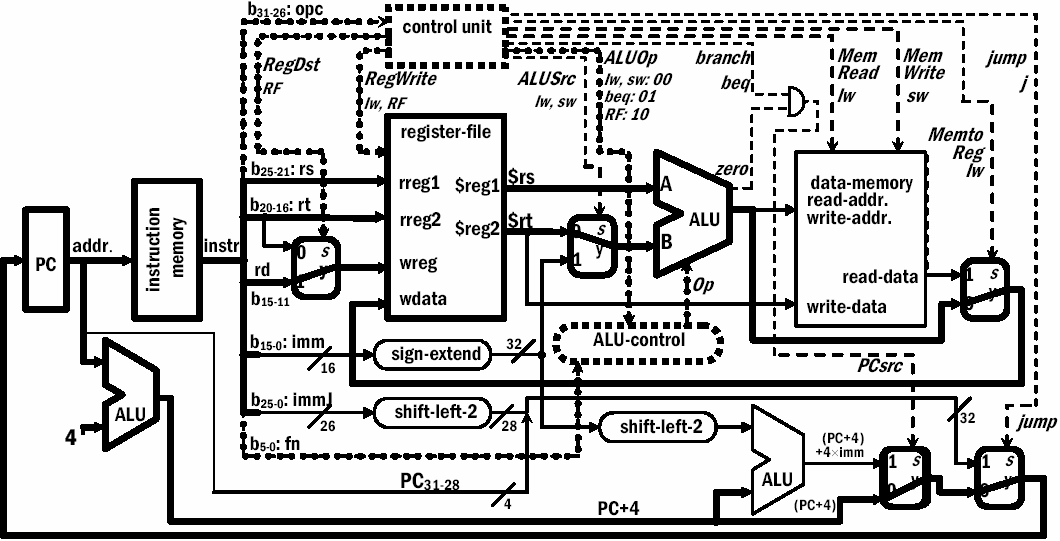 b31-26: opc
control unit
RegDst
RF
RegWrite
lw, RF
ALUSrc
lw, sw
ALUOp
lw, sw: 00
beq: 01
RF: 10
branch
beq
Mem
Read
lw
Mem
Write
sw
jump
j
Memto
Reg
lw
register-file
b25-21: rs
rreg1
$reg1
$rs
A
zero
data-memory
read-addr.
write-addr.
b20-16: rt
rreg2
$reg2
$rt
ALU
B
PC
addr.
instruction
memory
instr
0
s
y
rd
b15-11
wreg
wdata
s
y
1
Op
read-data
write-data
1
s
ALU-control
b15-0: imm
16
sign-extend
32
PCsrc
ALU
4
b25-0: imml
26
shift-left-2
28
shift-left-2
32
jump
b5-0: fn
ALU
(PC+4)
+4×imm
1
s
y
1
s
y
PC31-28
4
PC+4
(PC+4)